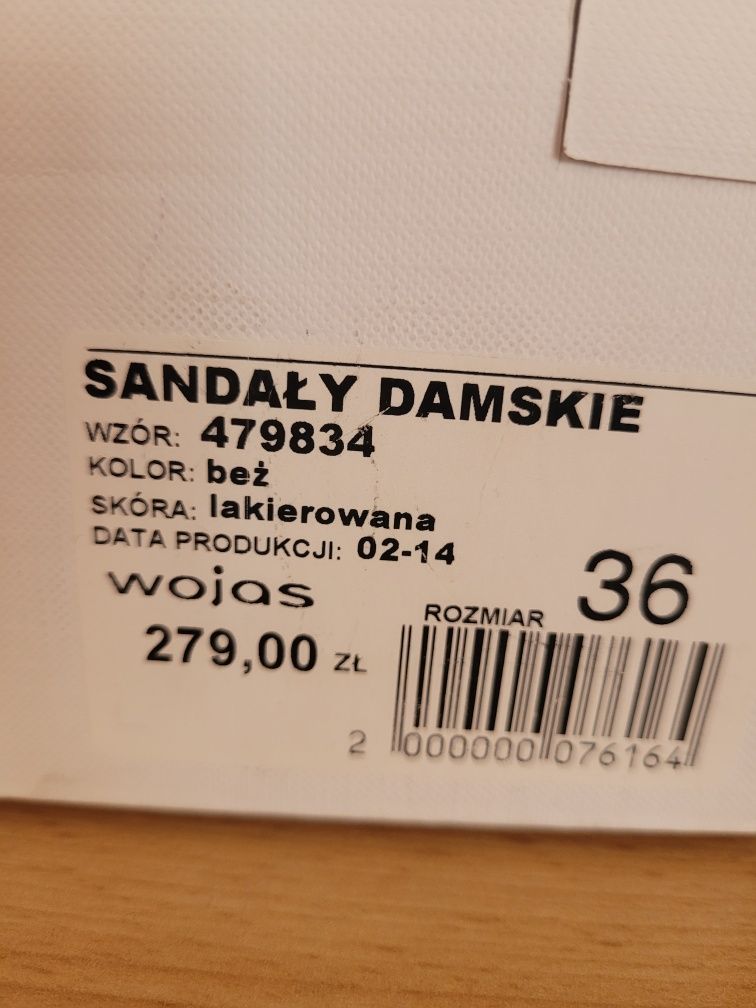 SANDAŁY DAMSKIE
WZÓR: 479834
KOLOR: beż
SKÓRA: lakierowana
DATA PRODUKCJI: 02-14
wojas
ROZMIAR 36
279,00 ZŁ
2 000000 076164